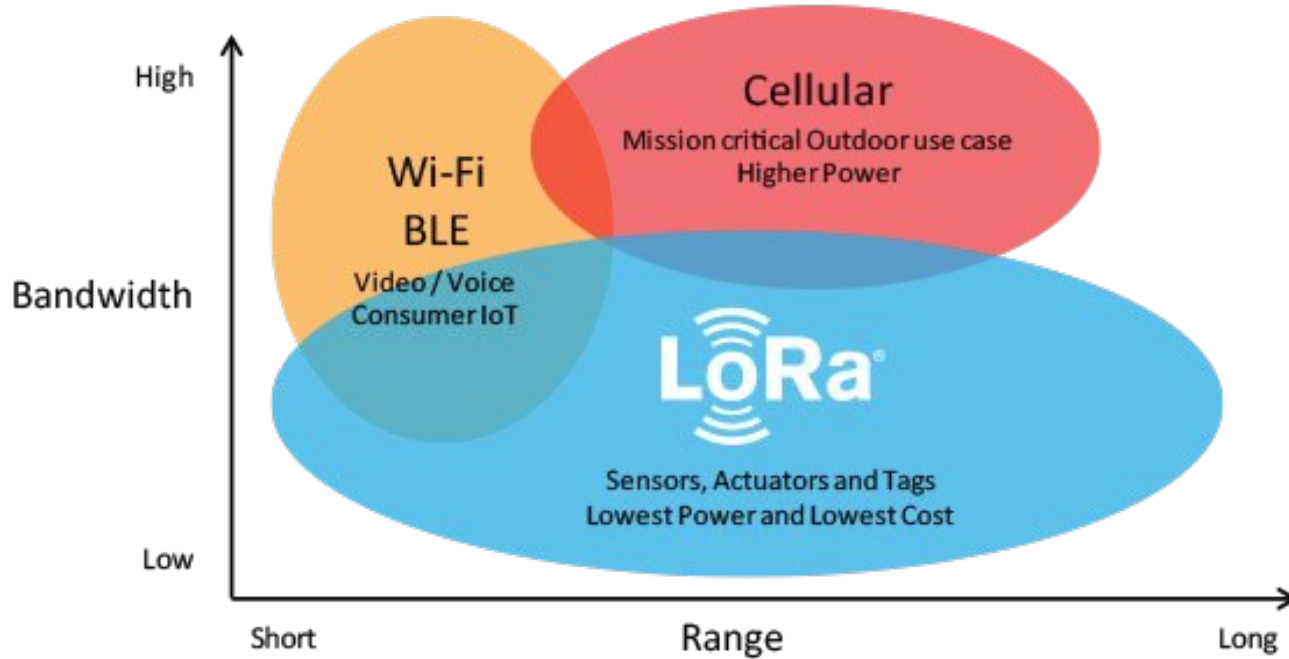 High
Cellular
Mission critical Outdoor use case
Higher Power
Wi-Fi
BLE
Video / Voice
Consumer IoT
Bandwidth
LoRa®
Sensors, Actuators and Tags
Lowest Power and Lowest Cost
Low
Short
Range
Long